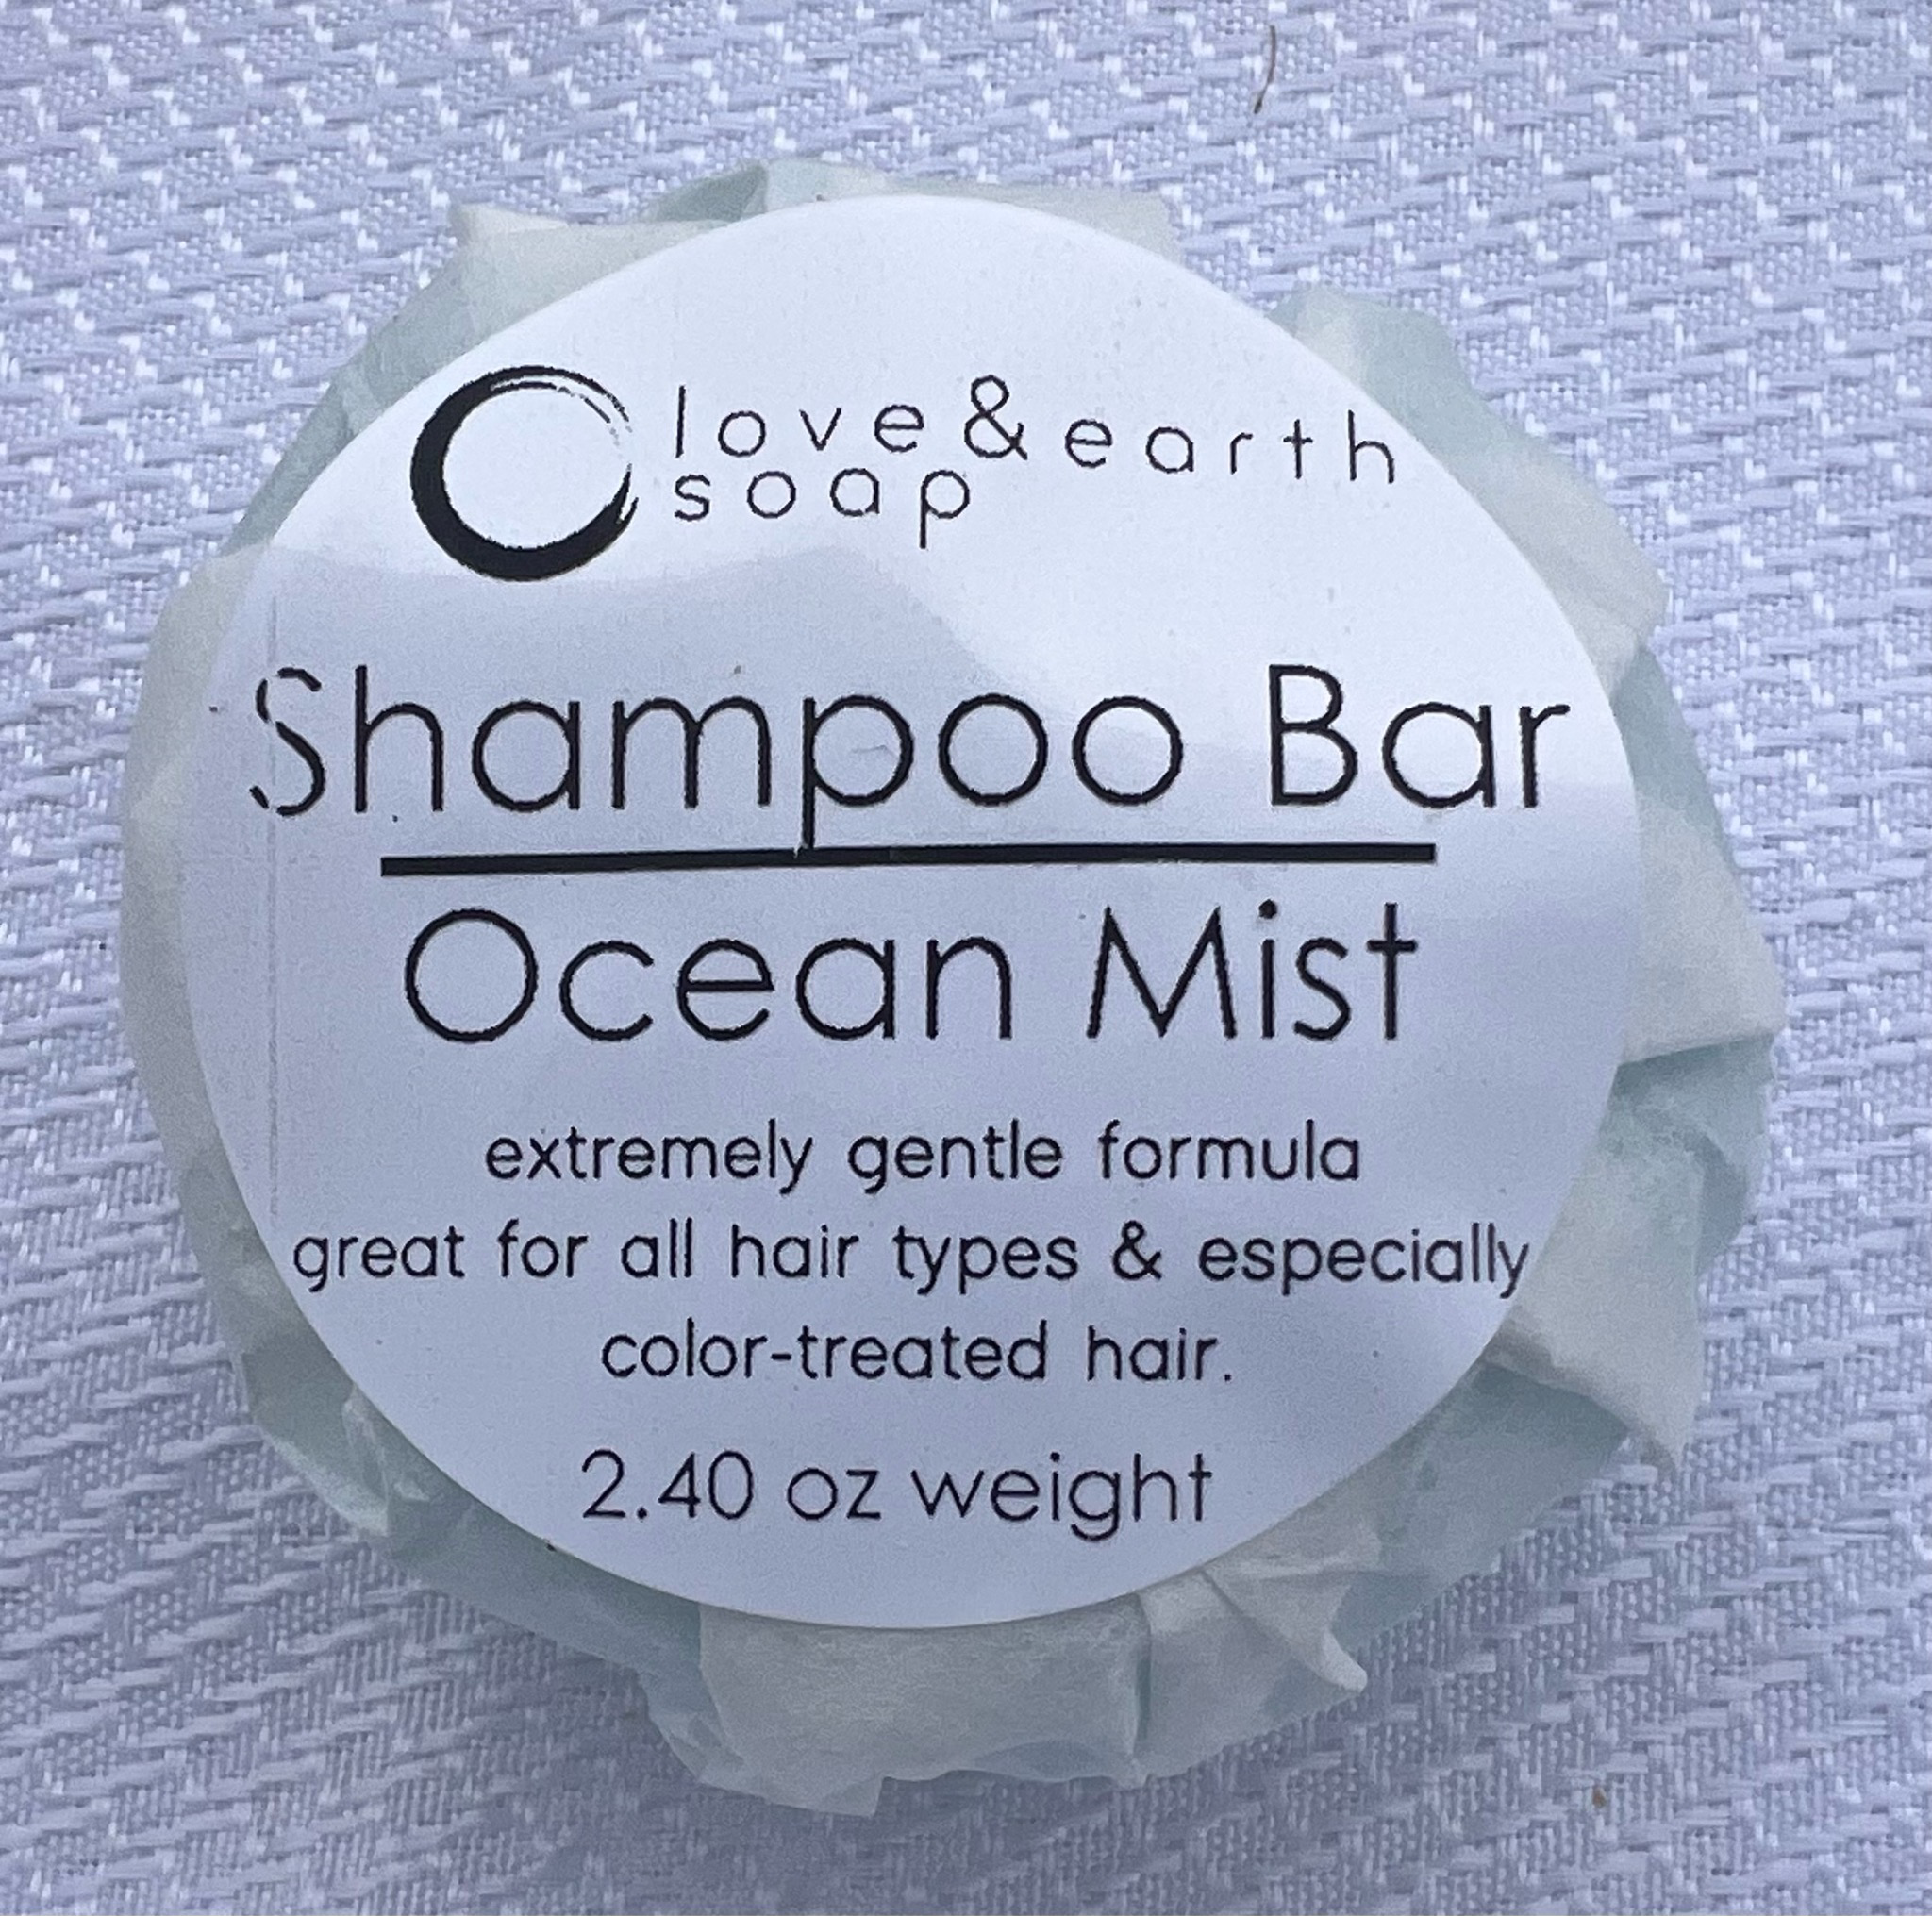 love & earth
soap
Shampoo Bar
Ocean Mist
extremely gentle formula
great for all hair types & especially
color-treated hair.
2.40 oz weight